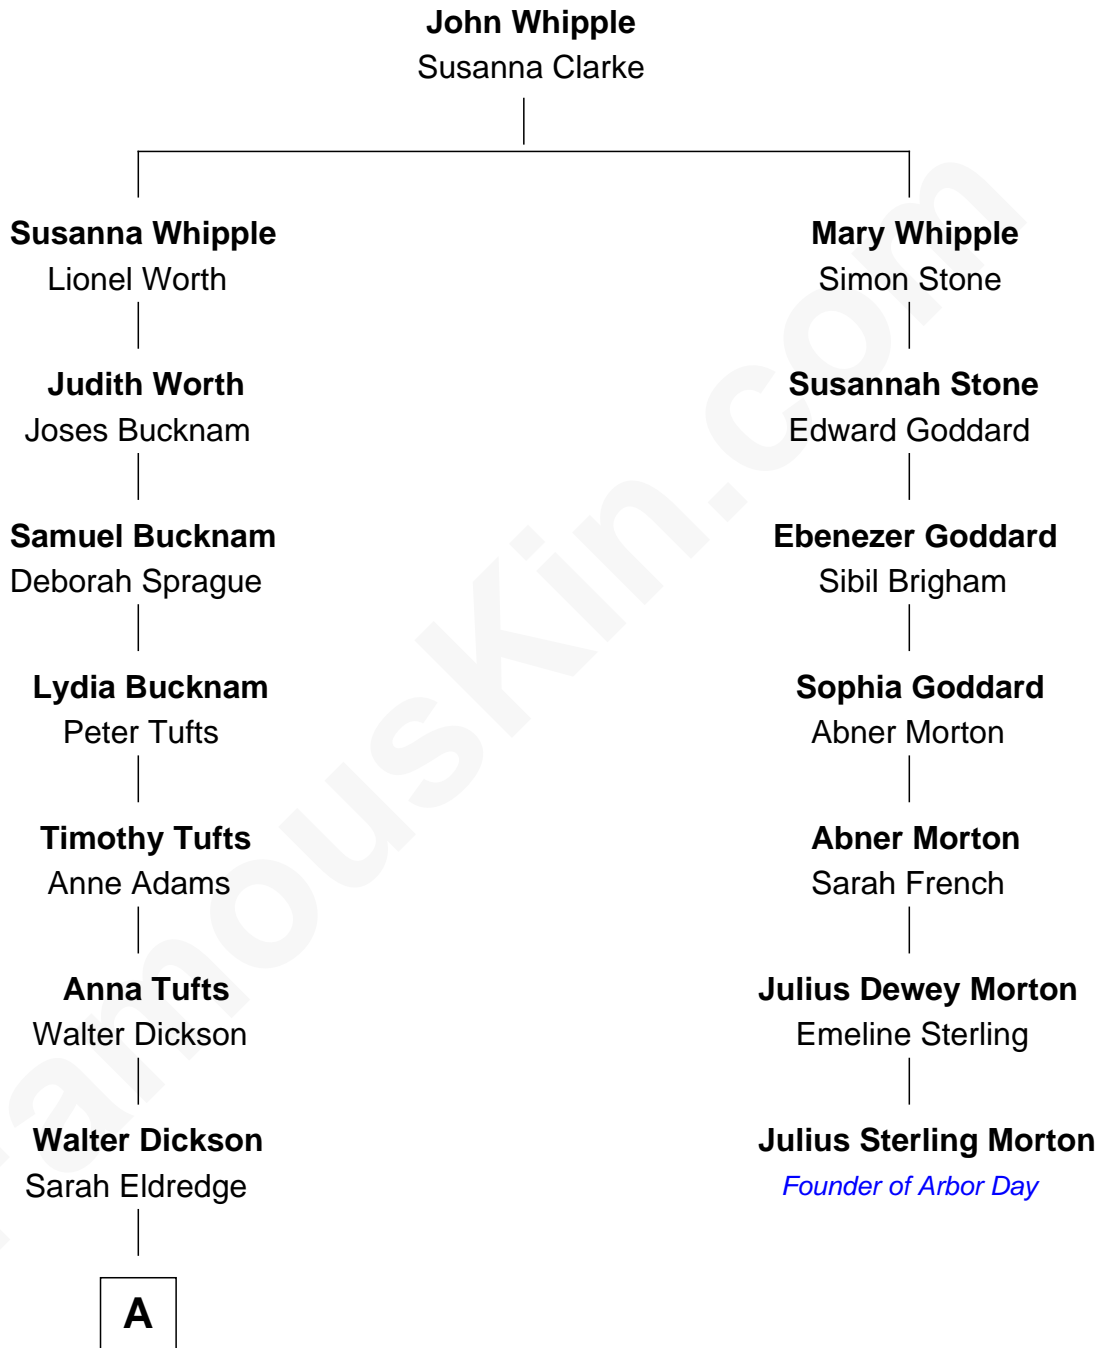 John Whipple
Susanna Clarke
Susanna Whipple
Lionel Worth
Mary Whipple
Simon Stone
Judith Worth
Joses Bucknam
Susannah Stone
Edward Goddard
Samuel Bucknam
Deborah Sprague
Ebenezer Goddard
Sibil Brigham
Lydia Bucknam
Peter Tufts
Sophia Goddard
Abner Morton
Timothy Tufts
Anne Adams
Abner Morton
Sarah French
Anna Tufts
Walter Dickson
Julius Dewey Morton
Emeline Sterling
Walter Dickson
Sarah Eldredge
Julius Sterling Morton
Founder of Arbor Day
A
FamousKin.com